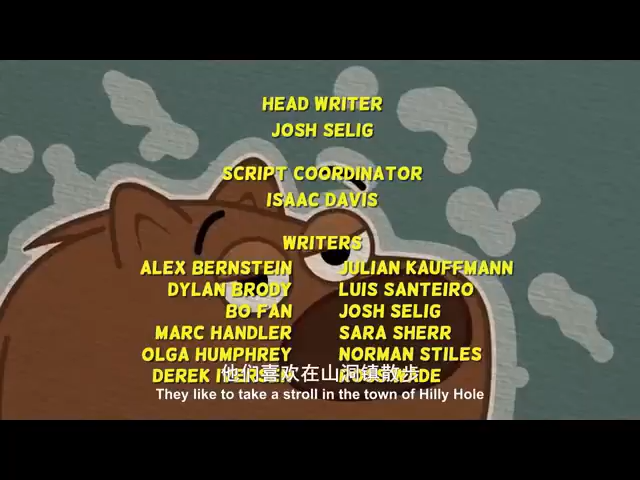 HEAD WRITER
JOSH SELIG
SCRIPT COORDINATOR
ISAAC DAVIS
WRITERS
ALEX BERNSTEIN JULIAN KAUFFMANN
DYLAN BRODY LUIS SANTEIRO
BO FAN JOSH SELIG
MARC HANDLER SARA SHERR
OLGA HUMPHREY NORMAN STILES
DEREK
他们喜欢在山洞镇散步
They like to take a stroll in the town of Hilly Hole